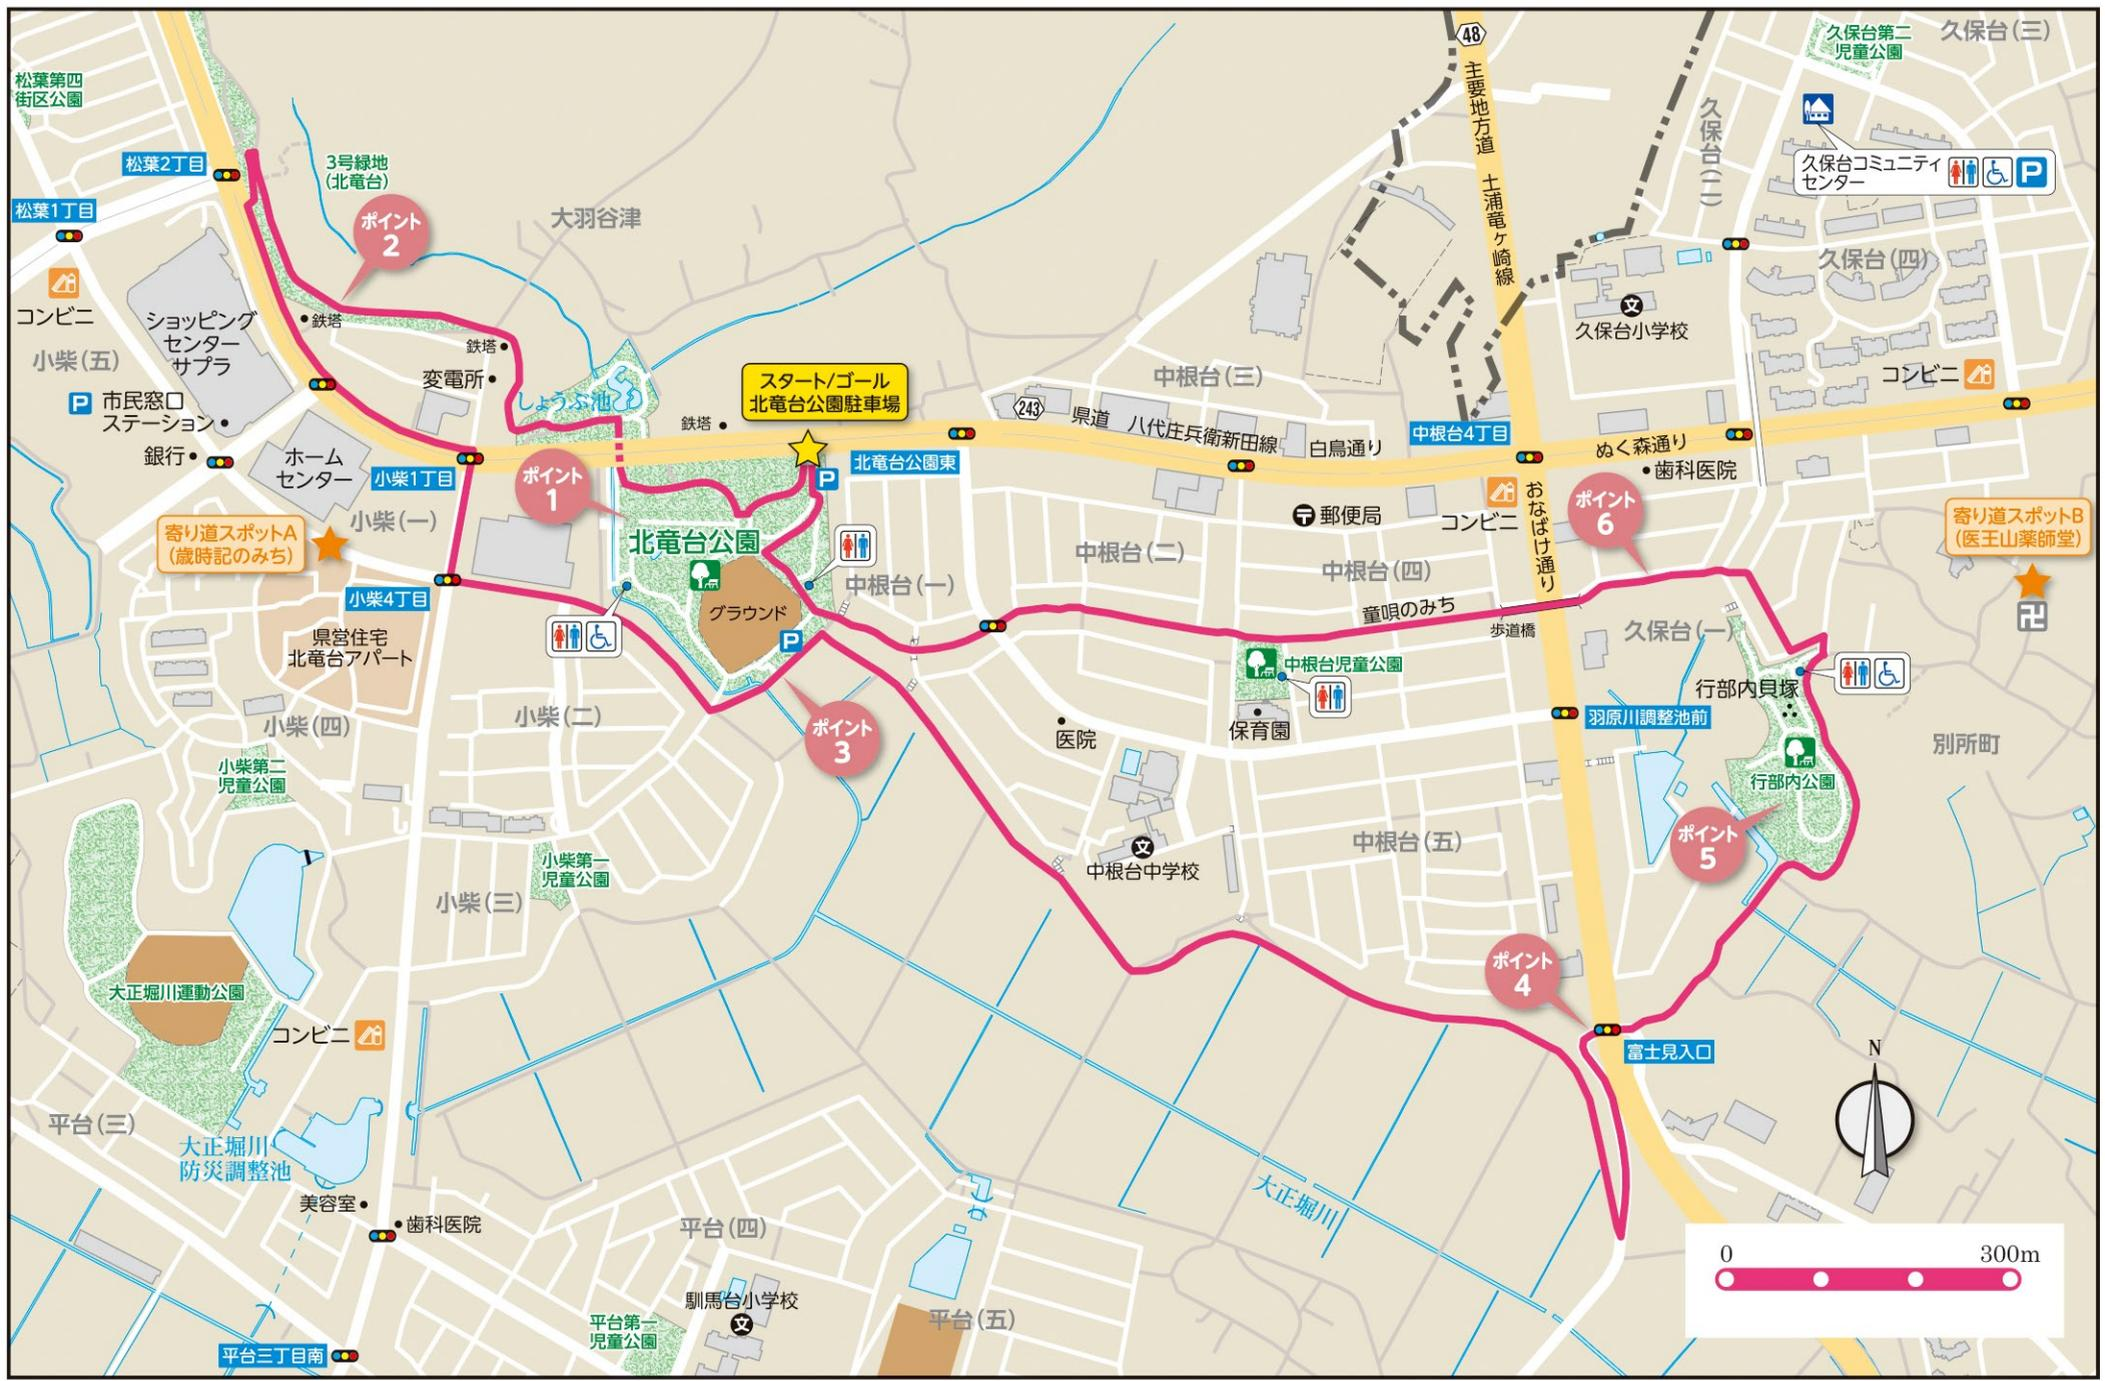 松葉第四
街区公園
松葉2丁目
松葉1丁目
コンビニ
小柴(五)
ショッピング
センター
サプラ
P
市民窓口
ステーション
銀行
ホーム
センター
小柴1丁目
小柴(一)
寄り道スポットA
(歳時記のみち)
小柴4丁目
県営住宅
北竜台アパート
小柴(四)
小柴第二
児童公園
3号緑地
(北竜台)
ポイント
2
大羽谷津
鉄塔
鉄塔
変電所
しょうぶ池
鉄塔
スタート/ゴール
北竜台公園駐車場
P
北竜台公園東
ポイント
1
北竜台公園
グラウンド
P
中根台(一)
小柴(二)
ポイント
3
小柴第一
児童公園
小柴(三)
大正堀川運動公園
コンビニ
平台(三)
大正堀川
防災調整池
美容室
歯科医院
平台三丁目南
平台(四)
馴馬台小学校
文
平台第一
児童公園
平台(五)
大正堀川
48
主要地方道 土浦竜ヶ崎線
久保台第二
児童公園
久保台(三)
久保台(二)
久保台コミュニティ
センター
P
久保台(四)
文
久保台小学校
コンビニ
中根台(三)
243
県道 八代庄兵衛新田線
白鳥通り
中根台4丁目
ぬく森通り
歯科医院
コンビニ
おなばけ通り
〒
郵便局
中根台(二)
中根台(四)
ポイント
6
寄り道スポットB
(医王山薬師堂)
卍
童唄のみち
歩道橋
久保台(一)
中根台児童公園
保育園
医院
羽原川調整池前
行部内貝塚
行部内公園
別所町
ポイント
5
文
中根台中学校
中根台(五)
ポイント
4
富士見入口
N
0
300m